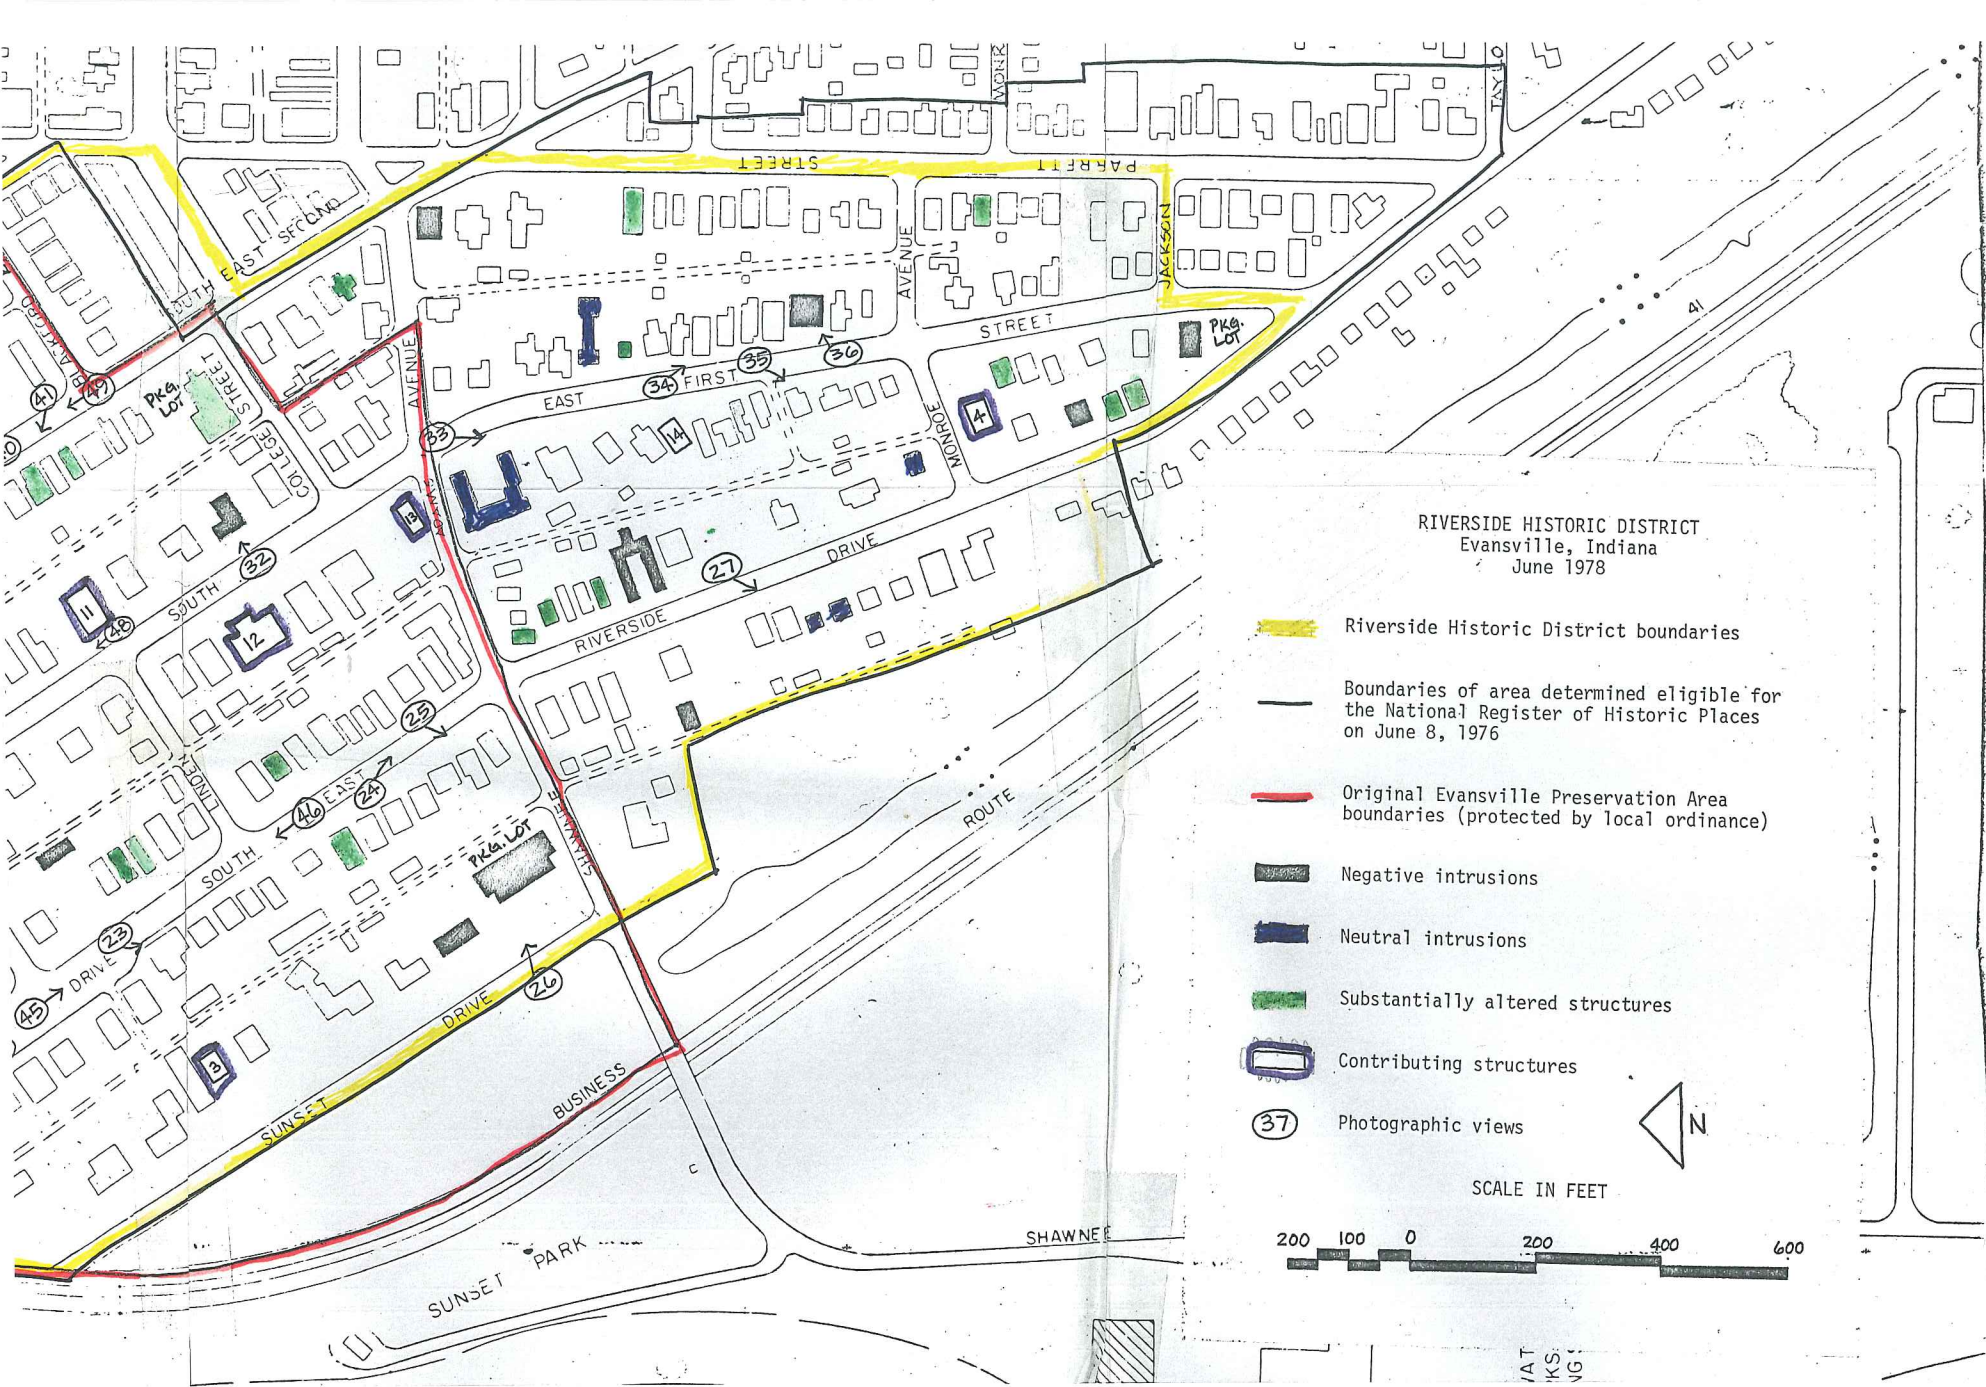 MONR
TAYLO
STREET
PARRETT
EAST SECOND
SOUTH
JACKSON
AVENUE
BLACKFORD
STREET
PKG.
LOT
STREET
PKG.
LOT
AVENUE
41
49
36
35
34
FIRST
EAST
33
14
4
MONROE
COLLEGE
41
13
ADAMS
32
SOUTH
11
48
12
27
DRIVE
RIVERSIDE
25
LINDEN
24
EAST
46
SOUTH
PKG. LOT
SHAWNEE
ROUTE
23
DRIVE
45
26
DRIVE
3
SUNSET
BUSINESS
C
SUNSET PARK
SHAWNEE
RIVERSIDE HISTORIC DISTRICT
Evansville, Indiana
June 1978
Riverside Historic District boundaries
Boundaries of area determined eligible for
the National Register of Historic Places
on June 8, 1976
Original Evansville Preservation Area
boundaries (protected by local ordinance)
Negative intrusions
Neutral intrusions
Substantially altered structures
Contributing structures
37
Photographic views
N
SCALE IN FEET
200 100 0 200 400 600